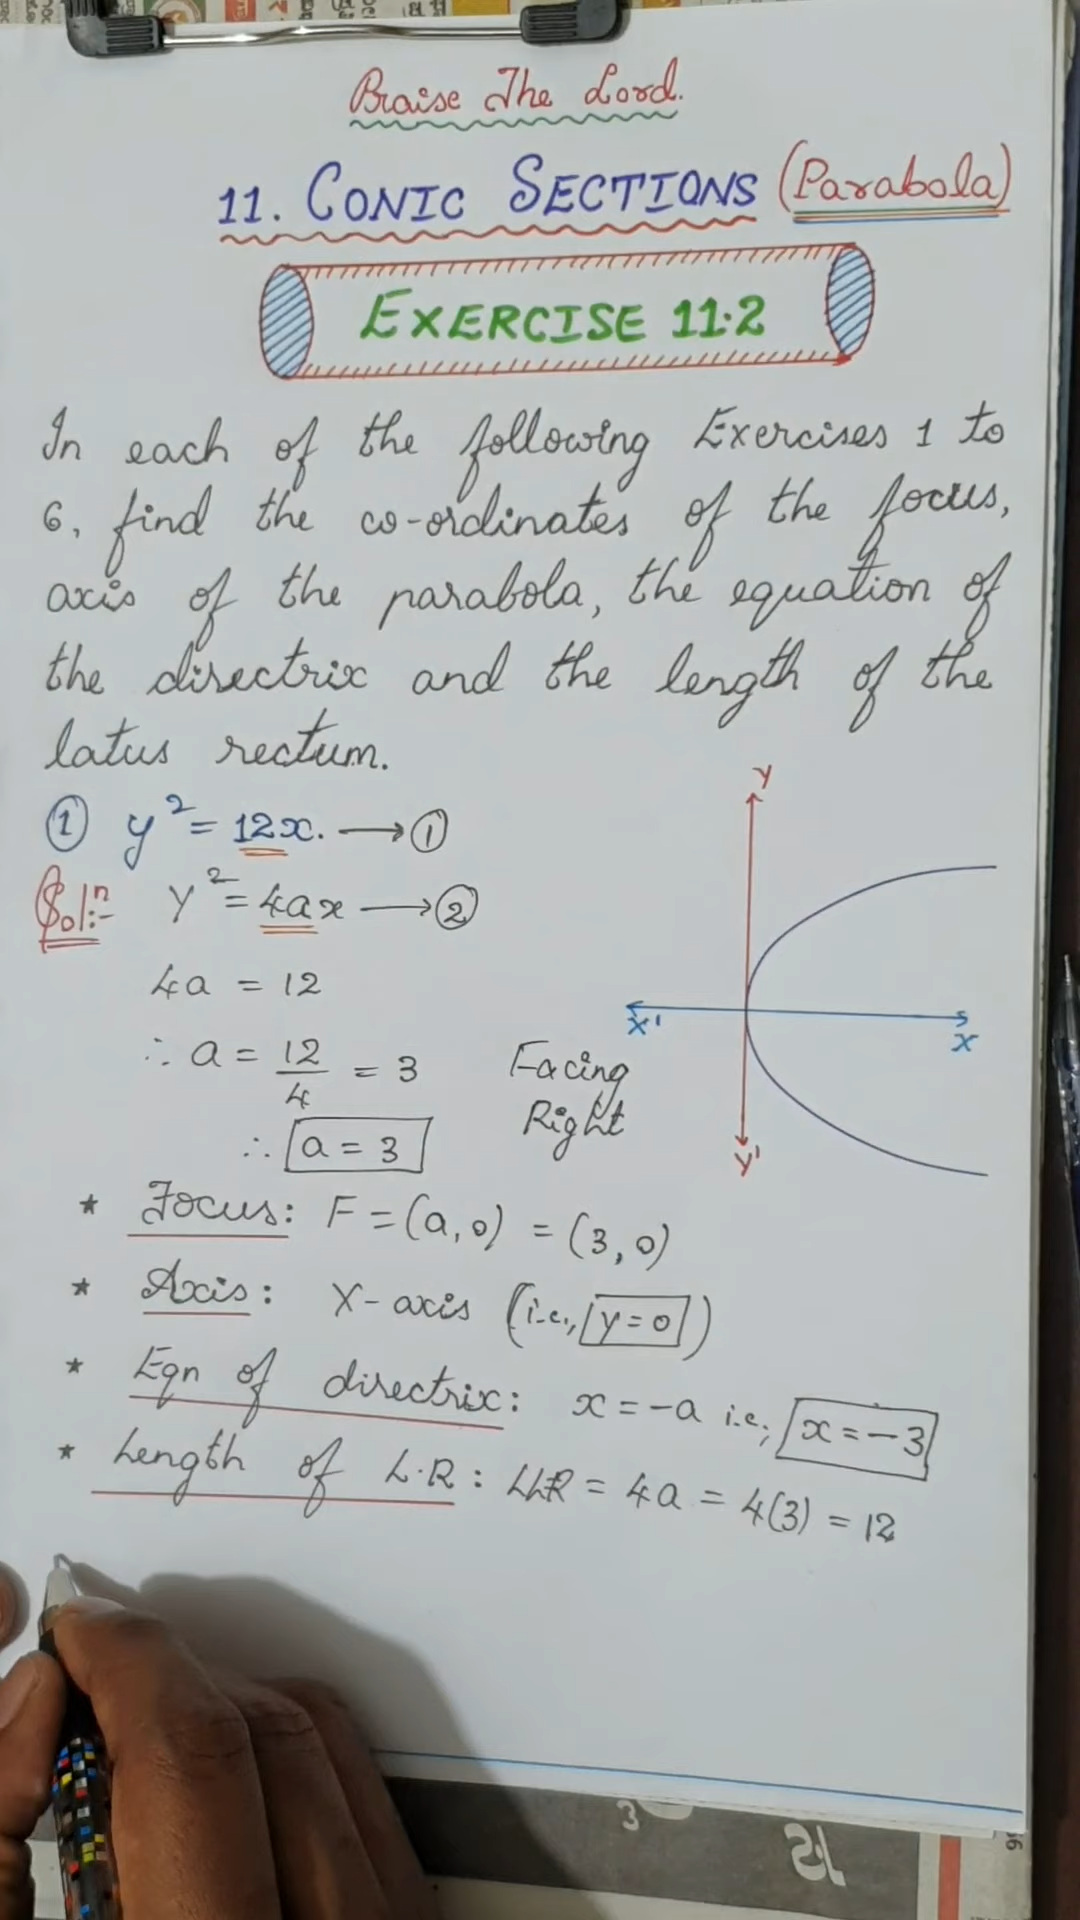 Praise The Lord.
11. CONIC SECTIONS (Parabola)
EXERCISE 11.2
In each of the following Exercises 1 to
6, find the co-ordinates of the focus,
axis of the parabola, the equation of
the directrix and the length of the
latus rectum.
① y² = 12x. ⟶ ①
Solⁿ:- Y² = 4ax ⟶ ②
4a = 12
∴ a = 12/4 = 3
∴ a = 3
Facing
Right
Y
X' X
Y'
* Focus: F = (a, 0) = (3, 0)
* Axis: X-axis (i.e., y = 0)
* Eqn of directrix: x = -a i.e; x = -3
* Length of L.R: LLR = 4a = 4(3) = 12
3